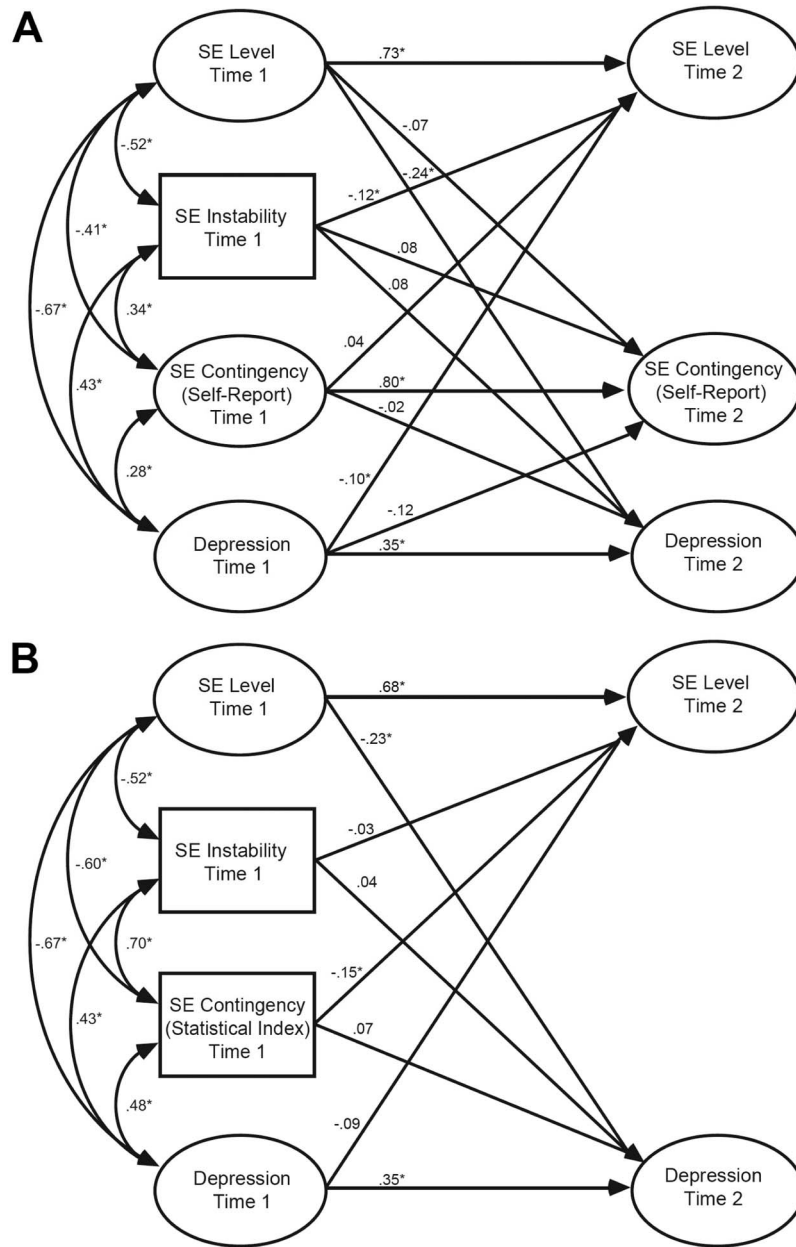 A
SE Level
Time 1
.73*
SE Level
Time 2
-.52*
-.07
-.24*
SE Instability
Time 1
-.12*
-.41*
.08
.08
-.67*
.34*
.04
SE Contingency
(Self-Report)
Time 1
.80*
SE Contingency
(Self-Report)
Time 2
.43*
-.02
.28*
-.10*
-.12
Depression
Time 1
.35*
Depression
Time 2
B
SE Level
Time 1
.68*
SE Level
Time 2
-.23*
-.52*
SE Instability
Time 1
-.03
-.60*
.04
-.67*
.70*
-.15*
SE Contingency
(Statistical Index)
Time 1
.43*
.07
.48*
-.09
Depression
Time 1
.35*
Depression
Time 2